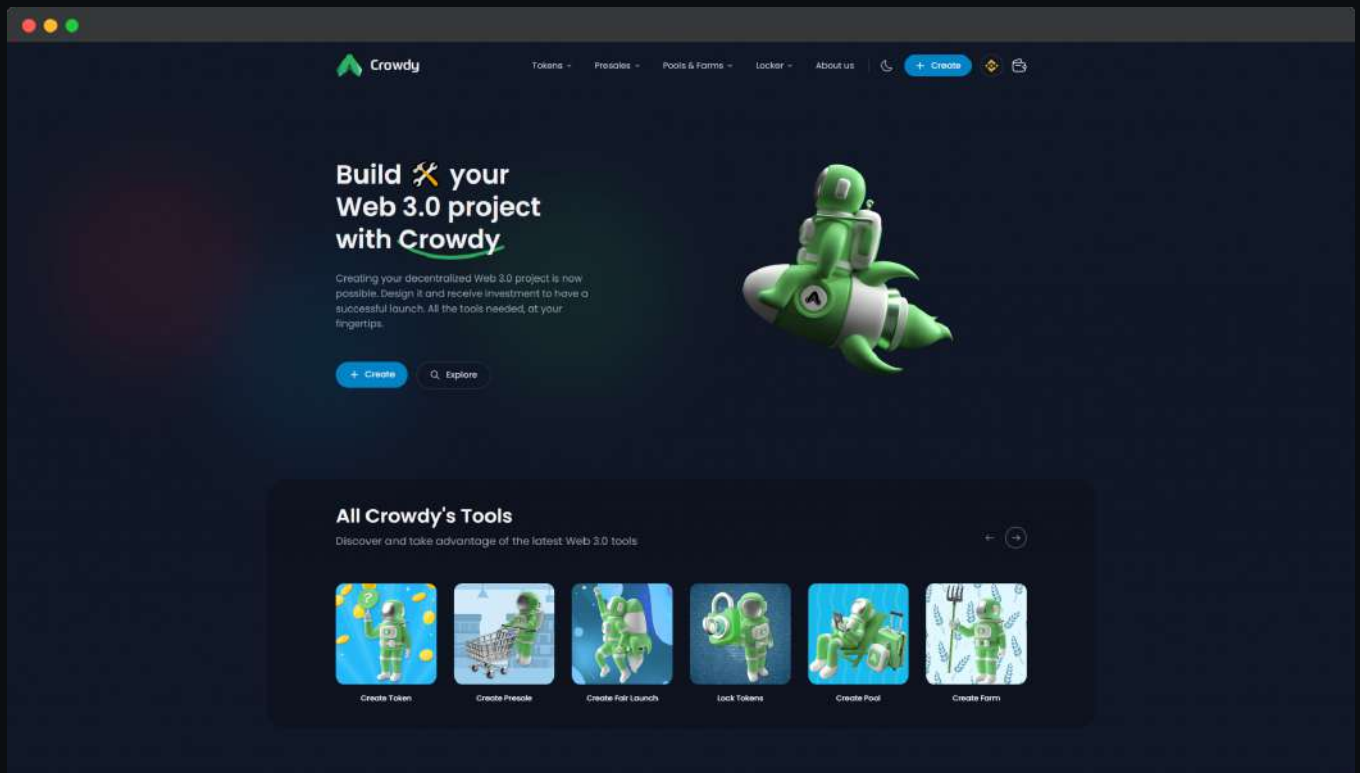 Crowdy
Tokens
Presales
Pools & Farms
Locker
About us
+ Create
Build 🛠 your
Web 3.0 project
with Crowdy
Creating your decentralized Web 3.0 project is now
possible. Design it and receive investment to have a
successful launch. All the tools needed, at your
fingertips.
+ Create
Explore
All Crowdy's Tools
Discover and take advantage of the latest Web 3.0 tools
Create Token
Create Presale
Create Fair Launch
Lock Tokens
Create Pool
Create Farm